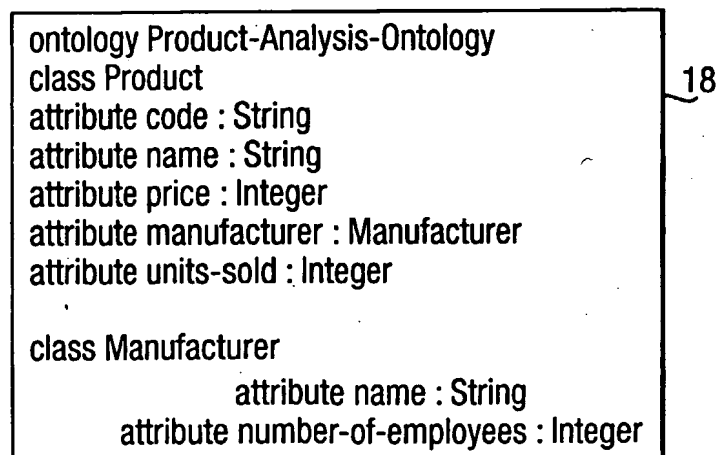 ontology Product-Analysis-Ontology
class Product
18
attribute code : String
attribute name : String
attribute price : Integer
attribute manufacturer : Manufacturer
attribute units-sold : Integer
class Manufacturer
attribute name : String
attribute number-of-employees : Integer